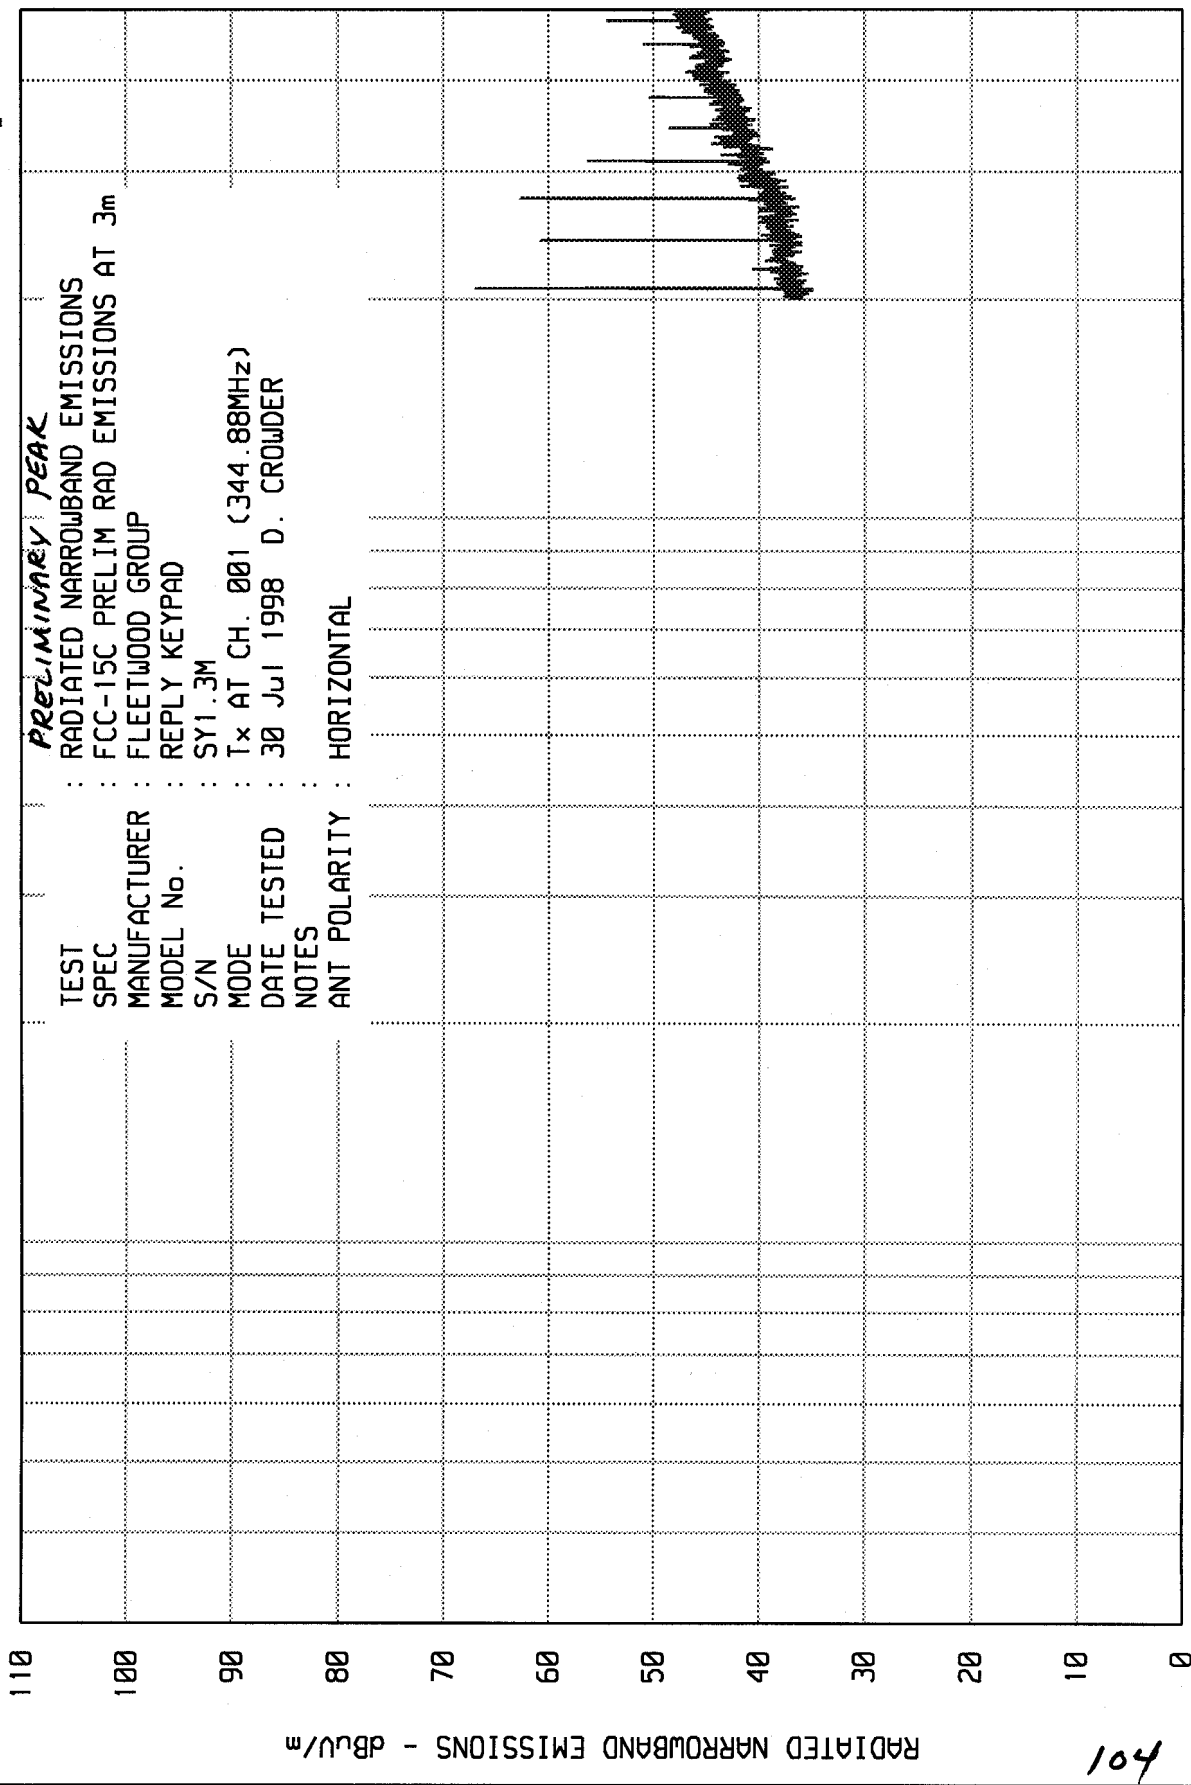 PRELIMINARY PEAK
TEST : RADIATED NARROWBAND EMISSIONS
SPEC : FCC-15C PRELIM RAD EMISSIONS AT 3m
MANUFACTURER : FLEETWOOD GROUP
MODEL No. : REPLY KEYPAD
S/N : SY1.3M
MODE : Tx AT CH. 001 (344.88MHz)
DATE TESTED : 30 Jul 1998 D. CROWDER
NOTES :
ANT POLARITY : HORIZONTAL
110
100
90
80
70
60
50
40
30
20
10
0
RADIATED NARROWBAND EMISSIONS - dBuV/m
104